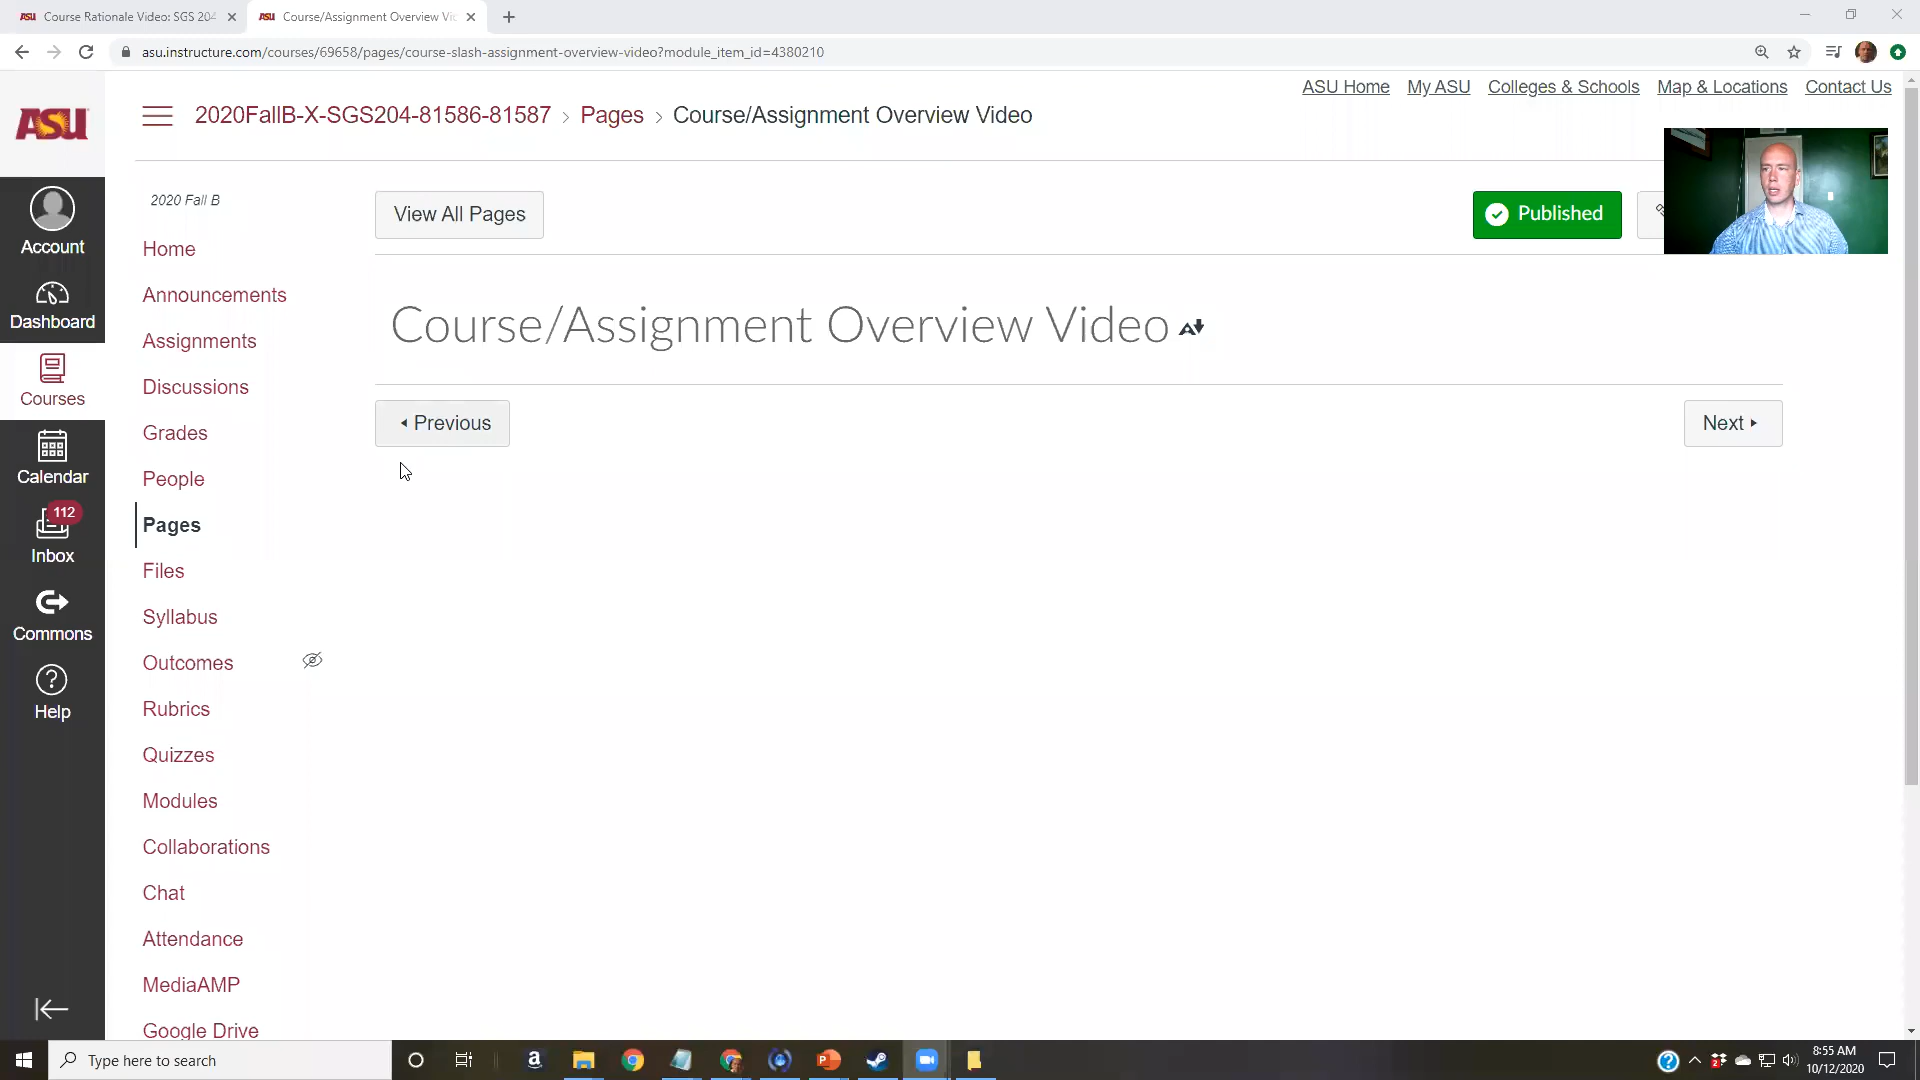 Course Rationale Video: SGS 204
Course/Assignment Overview Vi
asu.instructure.com/courses/69658/pages/course-slash-assignment-overview-video?module_item_id=4380210
ASU Home My ASU Colleges & Schools Map & Locations Contact Us
ASU
2020FallB-X-SGS204-81586-81587 > Pages > Course/Assignment Overview Video
Account
Dashboard
Courses
Calendar
112
Inbox
Commons
Help
2020 Fall B
Home
Announcements
Assignments
Discussions
Grades
People
Pages
Files
Syllabus
Outcomes
Rubrics
Quizzes
Modules
Collaborations
Chat
Attendance
MediaAMP
Google Drive
View All Pages
Published
Course/Assignment Overview Video
Previous
Next
Type here to search
8:55 AM
10/12/2020